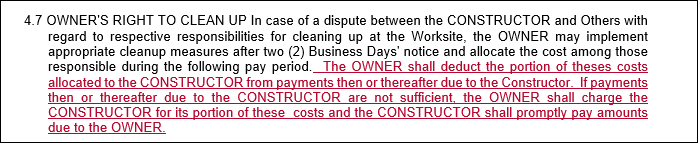 4.7 OWNER'S RIGHT TO CLEAN UP In case of a dispute between the CONSTRUCTOR and Others with
regard to respective responsibilities for cleaning up at the Worksite, the OWNER may implement
appropriate cleanup measures after two (2) Business Days' notice and allocate the cost among those
responsible during the following pay period.  The OWNER shall deduct the portion of theses costs
allocated to the CONSTRUCTOR from payments then or thereafter due to the Constructor.  If payments
then or thereafter due to the CONSTRUCTOR are not sufficient, the OWNER shall charge the
CONSTRUCTOR for its portion of these  costs and the CONSTRUCTOR shall promptly pay amounts
due to the OWNER.